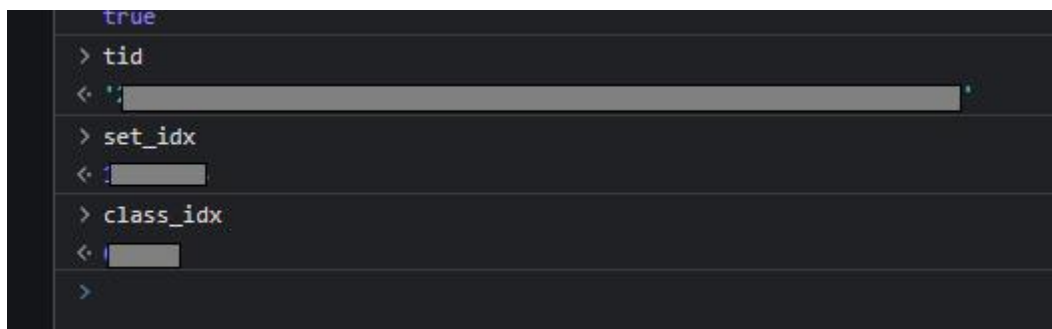 true
> tid
> set_idx
> class_idx
>